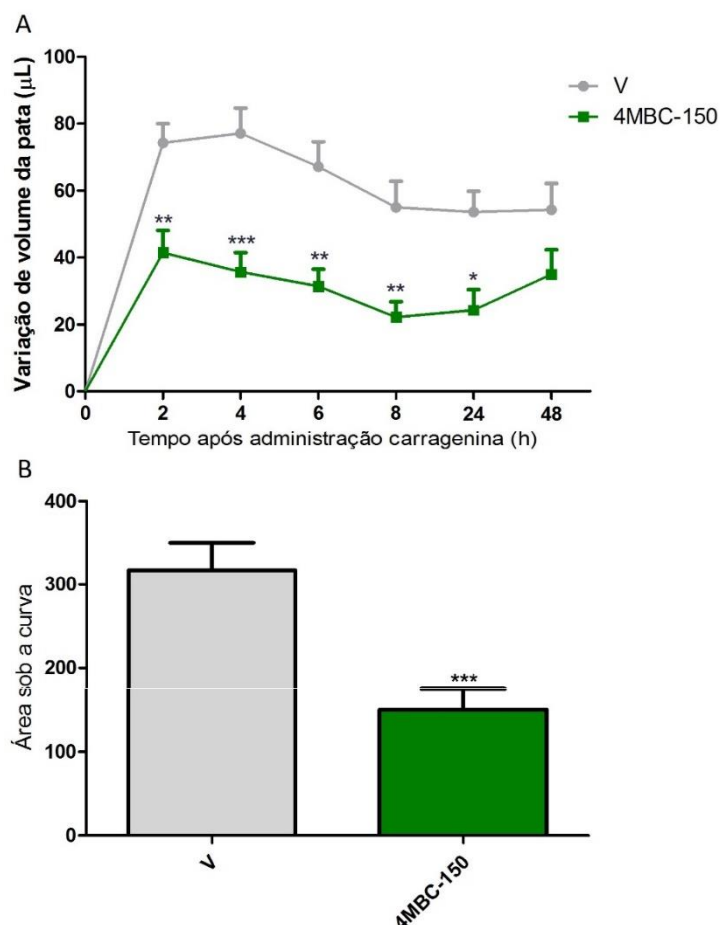 A
Variação de volume da pata (µL)
100
80
60
40
20
0
V
4MBC-150
**
***
**
**
*
0 2 4 6 8 24 48
Tempo após administração carragenina (h)
B
Área sob a curva
400
300
200
100
0
***
V
4MBC-150